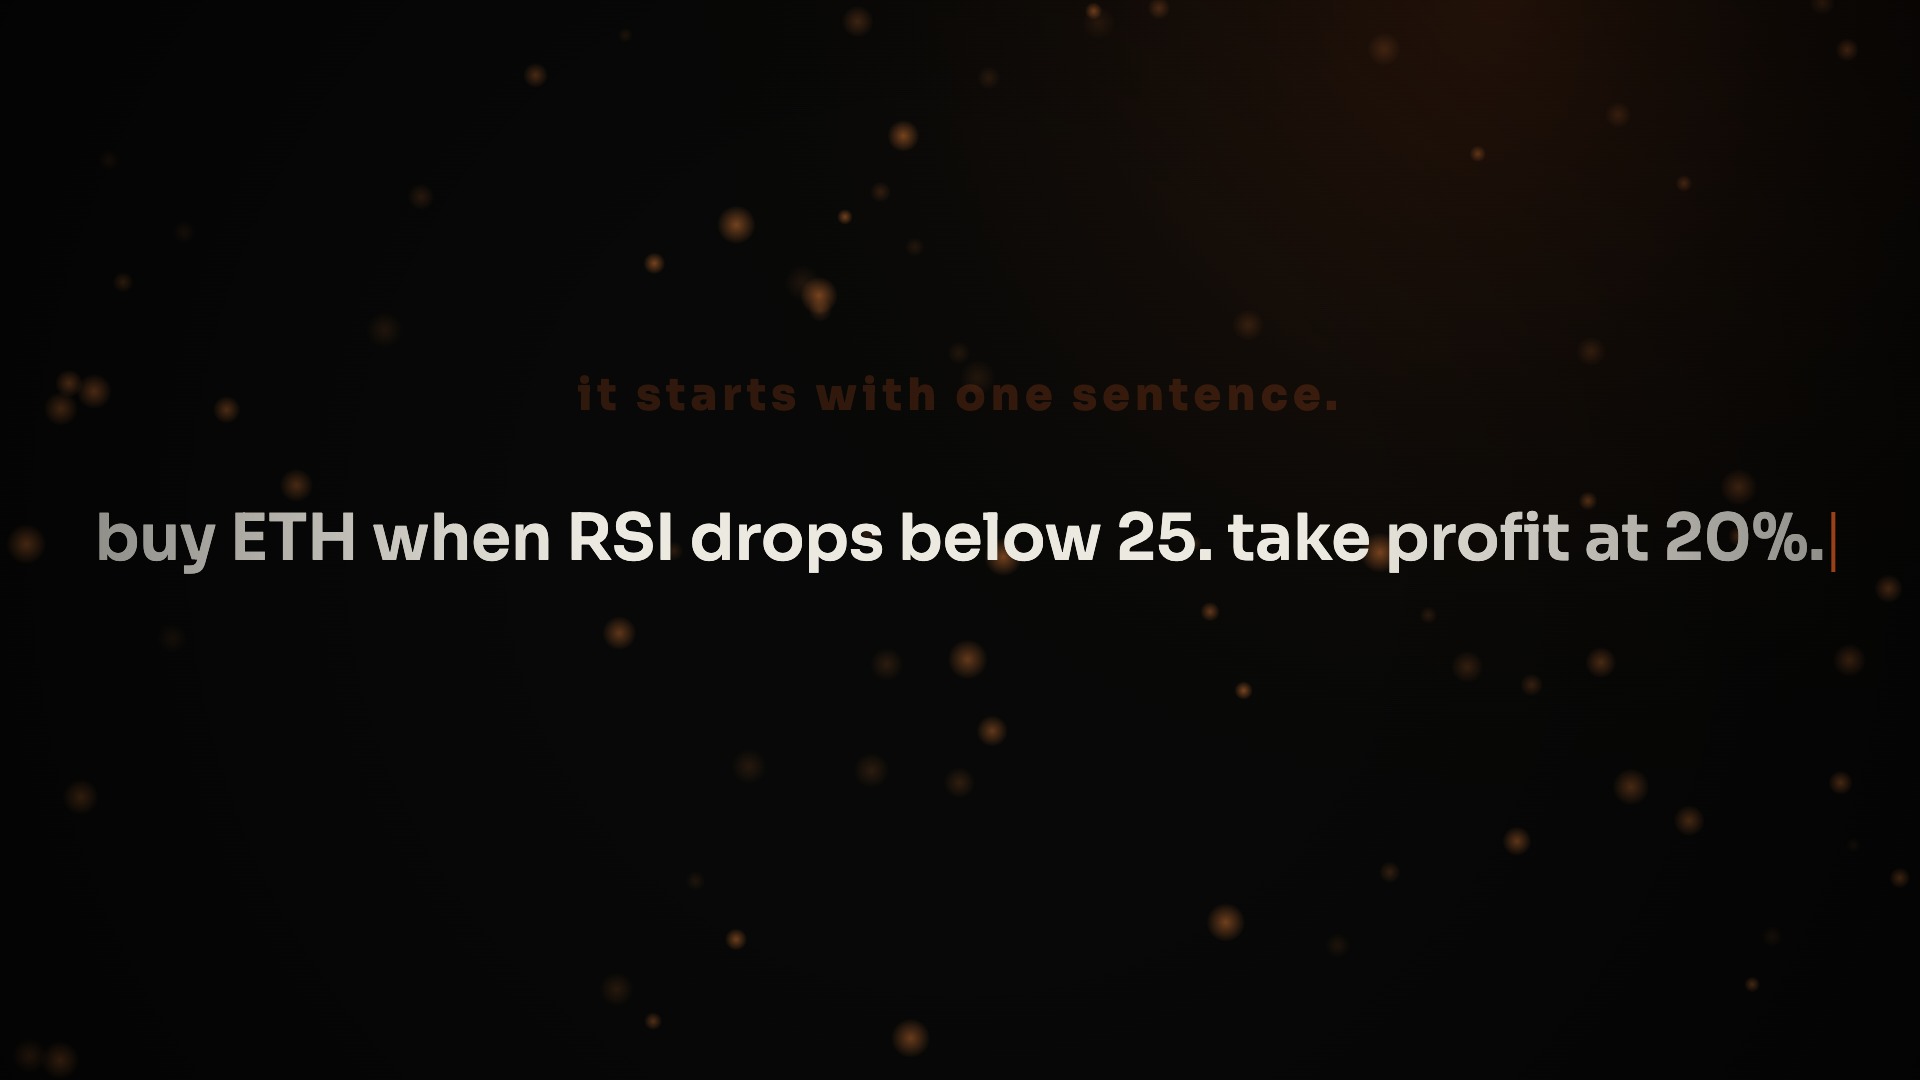 it starts with one sentence.
buy ETH when RSI drops below 25. take profit at 20%.